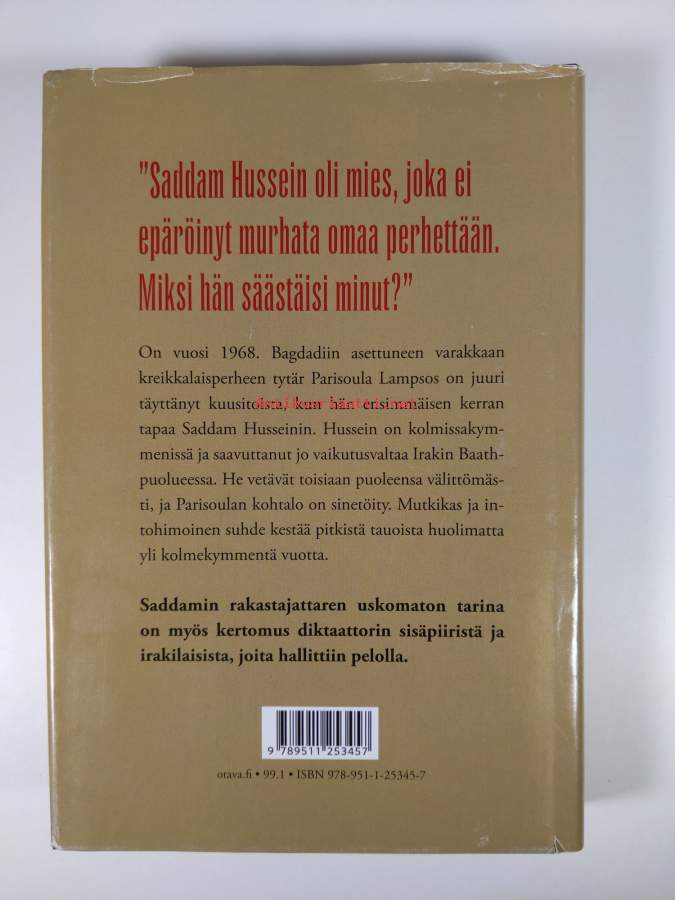 ”Saddam Hussein oli mies, joka ei
epäröinyt murhata omaa perhettään.
Miksi hän säästäisi minut?”
On vuosi 1968. Bagdadiin asettuneen varakkaan
kreikkalaisperheen tytär Parisoula Lampsos on juuri
täyttänyt kuusitoista, kun hän ensimmäisen kerran
tapaa Saddam Husseinin. Hussein on kolmissakym-
menissä ja saavuttanut jo vaikutusvaltaa Irakin Baath-
puolueessa. He vetävät toisiaan puoleensa välittömäs-
ti, ja Parisoulan kohtalo on sinetöity. Mutkikas ja in-
tohimoinen suhde kestää pitkistä tauoista huolimatta
yli kolmekymmentä vuotta.
Saddamin rakastajattaren uskomaton tarina
on myös kertomus diktaattorin sisäpiiristä ja
irakilaisista, joita hallittiin pelolla.
9 789511 253457
otava.fi • 99.1 • ISBN 978-951-1-25345-7